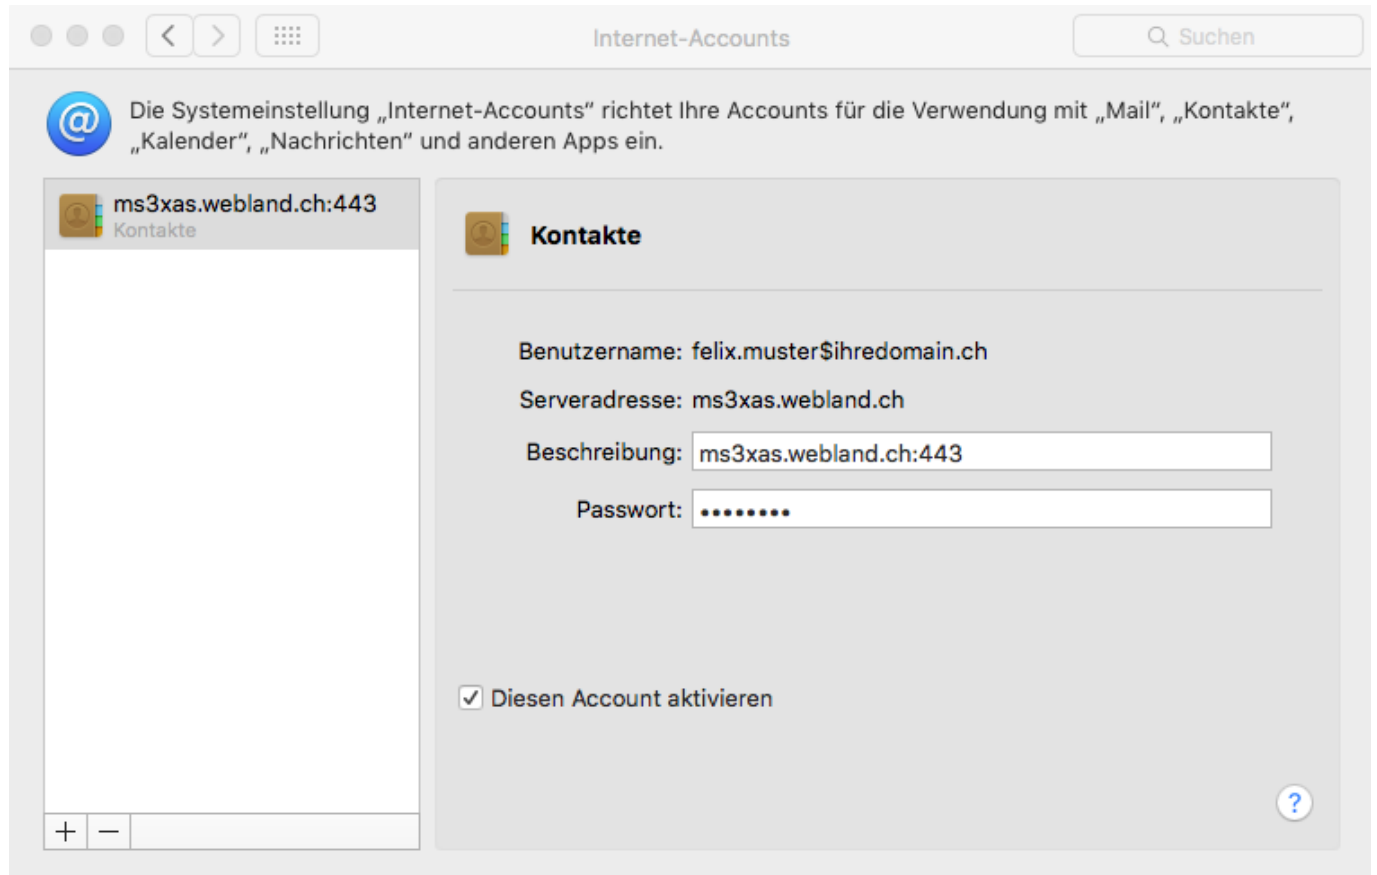 Internet-Accounts
Suchen
Die Systemeinstellung „Internet-Accounts“ richtet Ihre Accounts für die Verwendung mit „Mail“, „Kontakte“,
„Kalender“, „Nachrichten“ und anderen Apps ein.
ms3xas.webland.ch:443
Kontakte
Kontakte
Benutzername: felix.muster$ihredomain.ch
Serveradresse: ms3xas.webland.ch
Beschreibung: ms3xas.webland.ch:443
Passwort: ••••••••
Diesen Account aktivieren